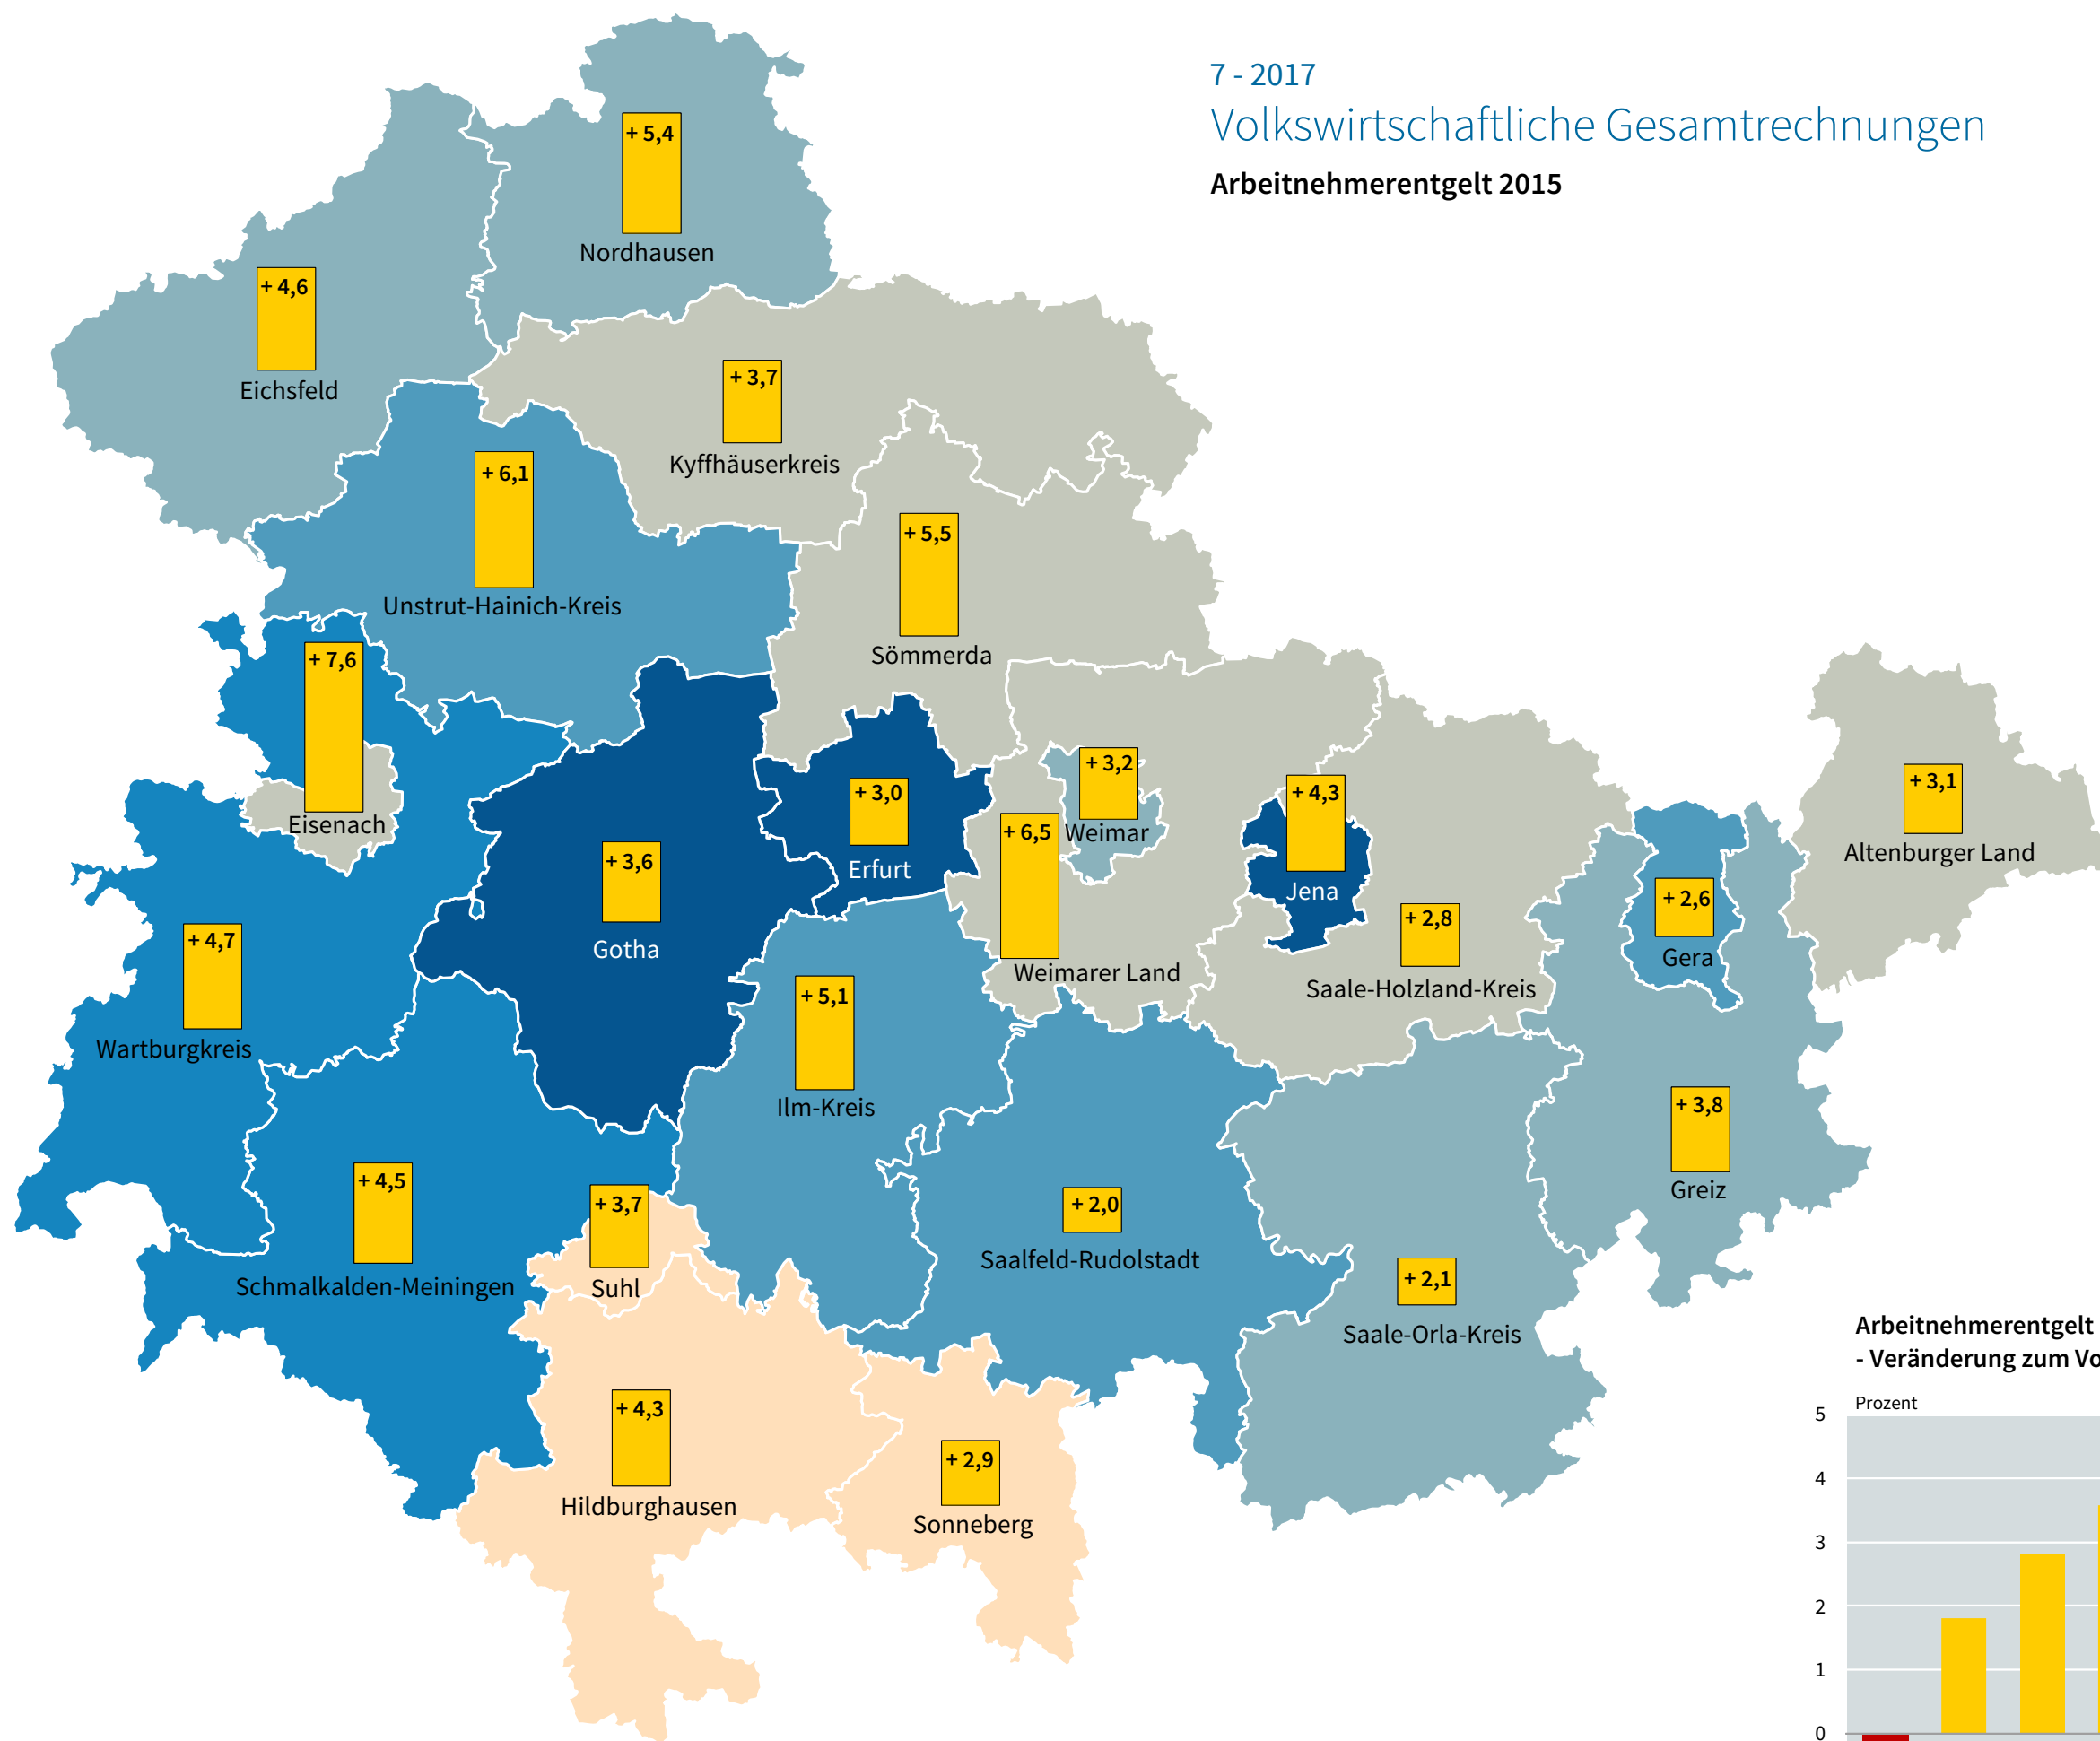 7 - 2017
Volkswirtschaftliche Gesamtrechnungen
Arbeitnehmerentgelt 2015
+ 5,4
Nordhausen
+ 4,6
Eichsfeld
+ 3,7
Kyffhäuserkreis
+ 6,1
Unstrut-Hainich-Kreis
+ 5,5
Sömmerda
+ 7,6
Eisenach
+ 3,2
Weimar
+ 3,0
Erfurt
+ 4,3
Jena
+ 3,1
Altenburger Land
+ 6,5
Weimarer Land
+ 3,6
Gotha
+ 2,6
Gera
+ 2,8
Saale-Holzland-Kreis
+ 4,7
Wartburgkreis
+ 5,1
Ilm-Kreis
+ 3,8
Greiz
+ 4,5
Schmalkalden-Meiningen
+ 3,7
Suhl
+ 2,0
Saalfeld-Rudolstadt
+ 2,1
Saale-Orla-Kreis
+ 4,3
Hildburghausen
+ 2,9
Sonneberg
Arbeitnehmerentgelt
- Veränderung zum Vo
Prozent
5
4
3
2
1
0